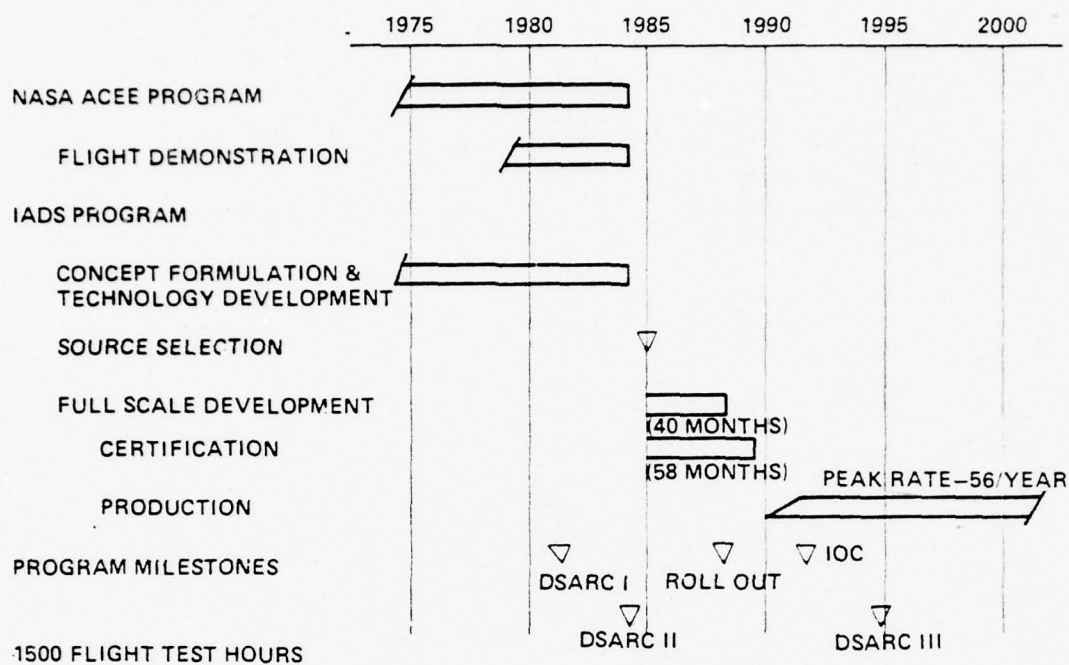 1975 1980 1985 1990 1995 2000
NASA ACEE PROGRAM
FLIGHT DEMONSTRATION
IADS PROGRAM
CONCEPT FORMULATION &
TECHNOLOGY DEVELOPMENT
SOURCE SELECTION
FULL SCALE DEVELOPMENT
(40 MONTHS)
CERTIFICATION
(58 MONTHS)
PEAK RATE–56/YEAR
PRODUCTION
IOC
PROGRAM MILESTONES
DSARC I ROLL OUT
DSARC II DSARC III
1500 FLIGHT TEST HOURS